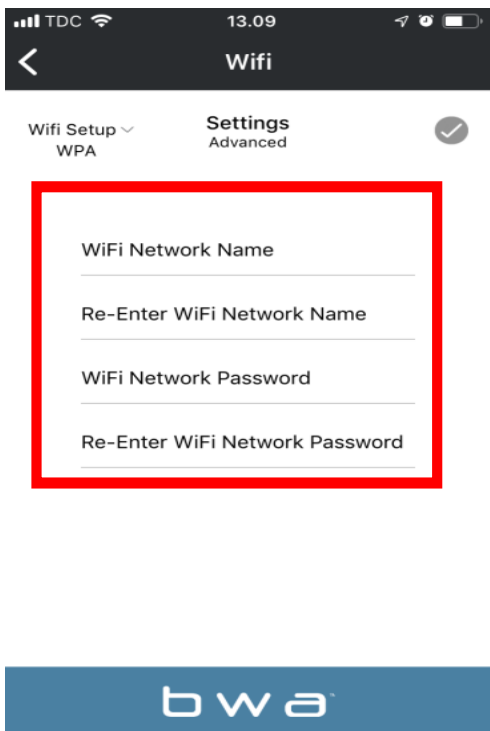 TDC 13.09
Wifi
Wifi Setup
WPA
Settings
Advanced
WiFi Network Name
Re-Enter WiFi Network Name
WiFi Network Password
Re-Enter WiFi Network Password
bwa